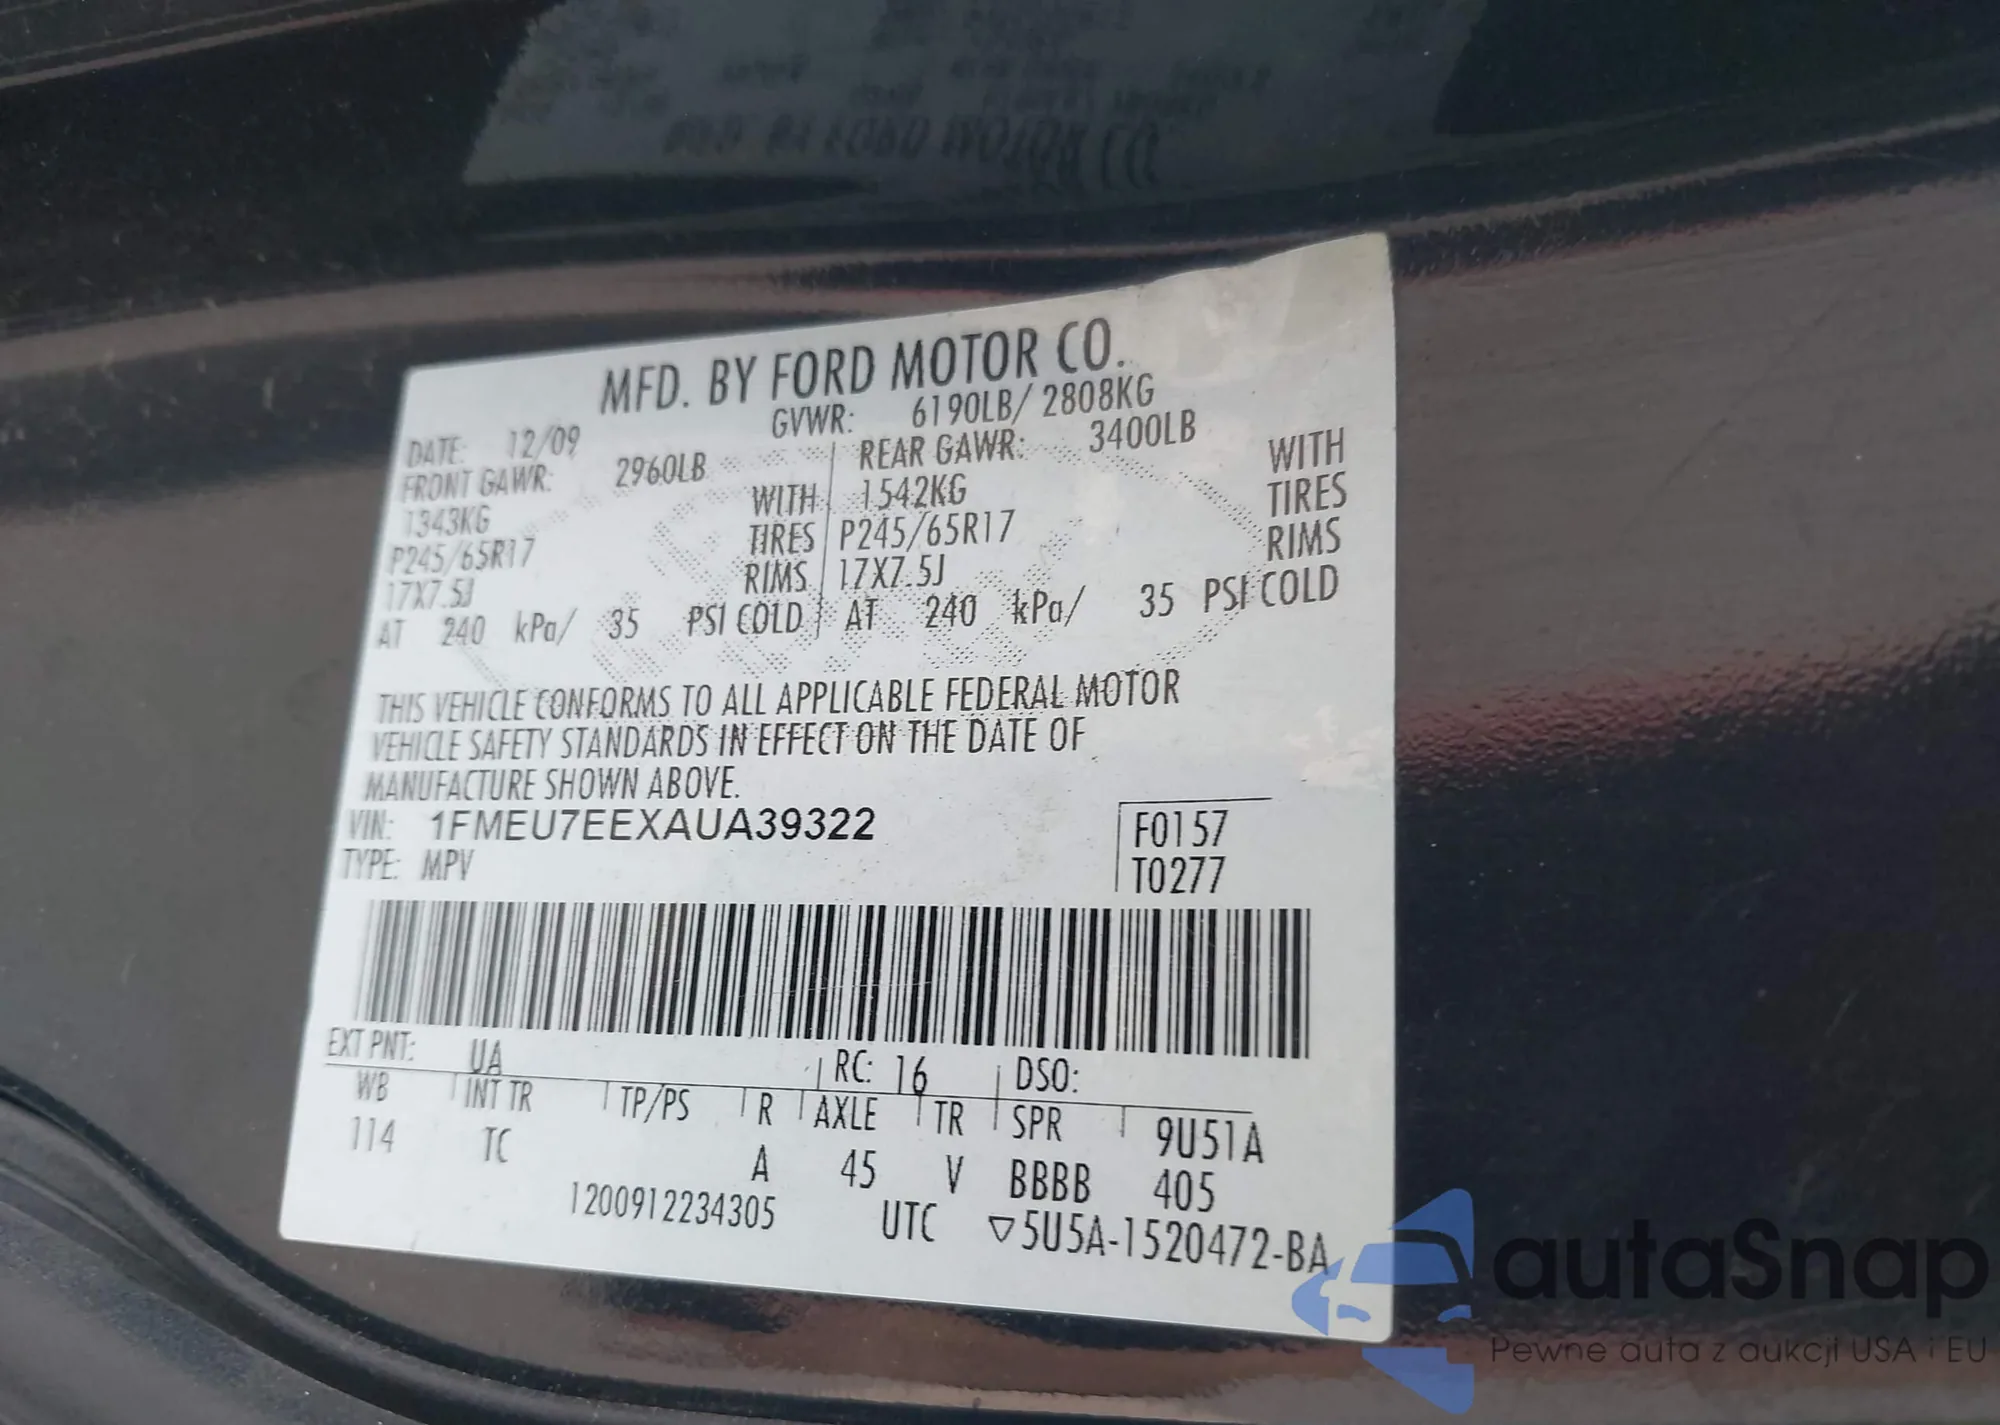 MFD. BY FORD MOTOR CO.
DATE: 12/09 GVWR: 6190LB/ 2808KG
FRONT GAWR: 2960LB REAR GAWR: 3400LB
1343KG WITH 1542KG WITH
P245/65R17 TIRES P245/65R17 TIRES
17X7.5J RIMS 17X7.5J RIMS
AT 240 kPa/ 35 PSI COLD AT 240 kPa/ 35 PSI COLD
THIS VEHICLE CONFORMS TO ALL APPLICABLE FEDERAL MOTOR
VEHICLE SAFETY STANDARDS IN EFFECT ON THE DATE OF
MANUFACTURE SHOWN ABOVE.
VIN: 1FMEU7EEXAUA39322 F0157
TYPE: MPV T0277
EXT PNT: UA RC: 16 DSO:
WB INT TR TP/PS R AXLE TR SPR 9U51A
114 TC A 45 V BBBB 405
1200912234305 UTC ▽5U5A-1520472-BA
autaSnap
Pewne auta z aukcji USA i EU